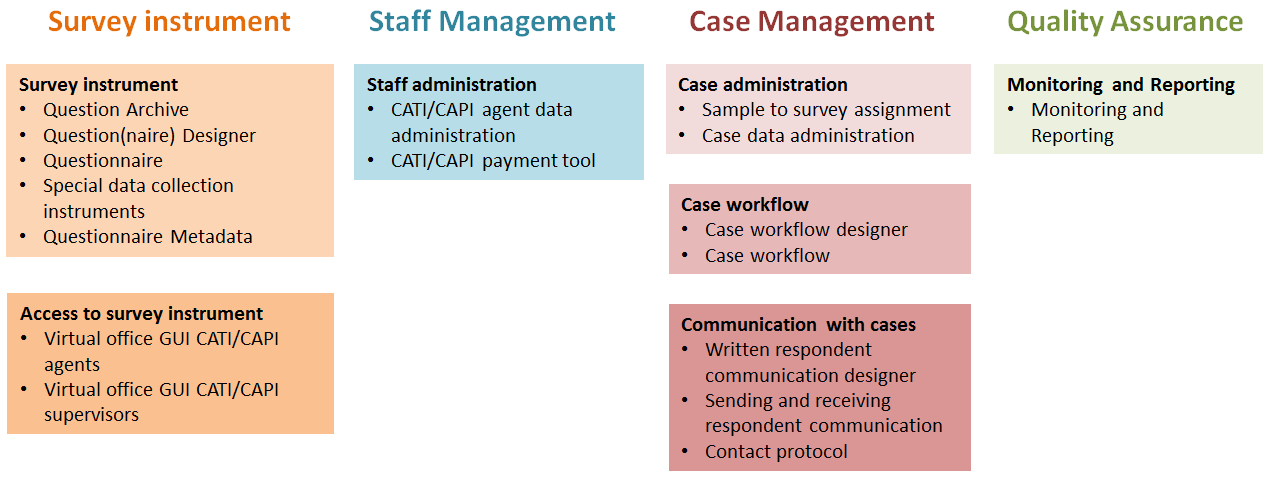 Survey instrument
Staff Management
Case Management
Quality Assurance
Survey instrument
• Question Archive
• Question(naire) Designer
• Questionnaire
• Special data collection
instruments
• Questionnaire Metadata
Access to survey instrument
• Virtual office GUI CATI/CAPI
agents
• Virtual office GUI CATI/CAPI
supervisors
Staff administration
• CATI/CAPI agent data
administration
• CATI/CAPI payment tool
Case administration
• Sample to survey assignment
• Case data administration
Case workflow
• Case workflow designer
• Case workflow
Communication with cases
• Written respondent
communication designer
• Sending and receiving
respondent communication
• Contact protocol
Monitoring and Reporting
• Monitoring and
Reporting